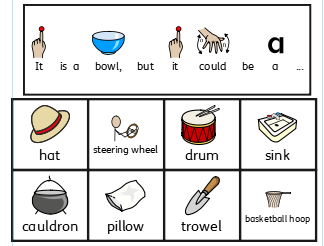 a
It is a bowl, but it could be a ...
hat steering wheel drum sink
cauldron pillow trowel basketball hoop